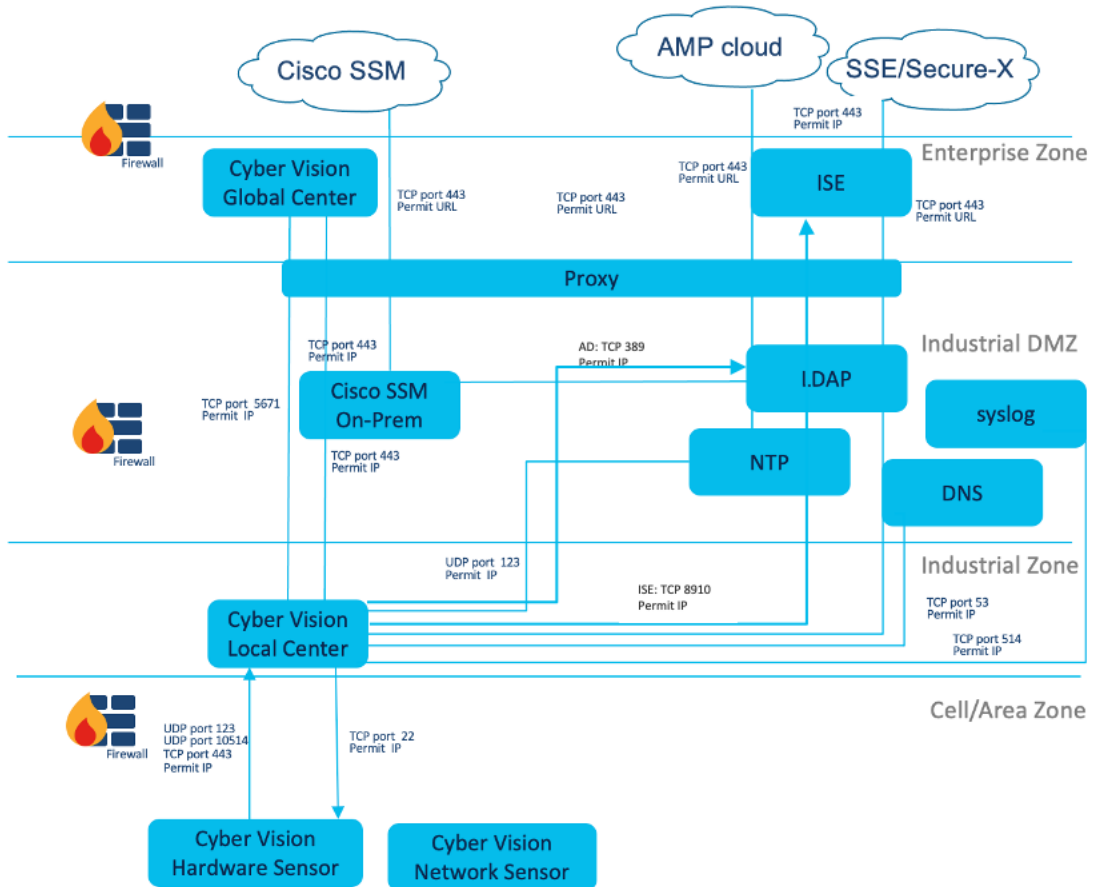 AMP cloud
Cisco SSM
SSE/Secure-X
TCP port 443
Permit IP
Firewall
Enterprise Zone
Cyber Vision
Global Center
TCP port 443
Permit URL
TCP port 443
Permit URL
TCP port 443
Permit URL
ISE
TCP port 443
Permit URL
Proxy
Industrial DMZ
TCP port 443
Permit IP
AD: TCP 389
Permit IP
I.DAP
Cisco SSM
On-Prem
TCP port 5671
Permit IP
syslog
Firewall
TCP port 443
Permit IP
NTP
DNS
UDP port 123
Permit IP
Industrial Zone
ISE: TCP 8910
Permit IP
TCP port 53
Permit IP
TCP port 514
Permit IP
Cyber Vision
Local Center
Cell/Area Zone
Firewall
UDP port 123
UDP port 10514
TCP port 443
Permit IP
TCP port 22
Permit IP
Cyber Vision
Hardware Sensor
Cyber Vision
Network Sensor